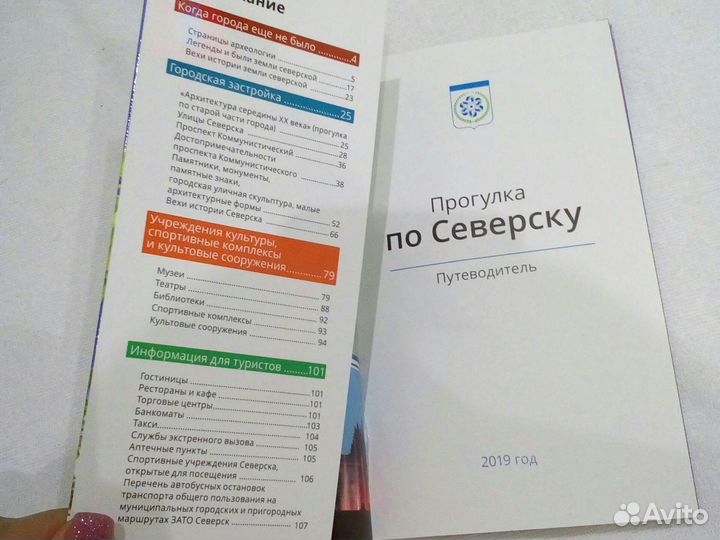 ание
Когда города еще не было ............4
Страницы археологии ............5
Легенды и были земли северской ............17
Вехи истории земли северской ............23
Городская застройка ............25
«Архитектура середины XX века» (прогулка
по старой части города) ............25
Улицы Северска ............28
Проспект Коммунистический ............36
Достопримечательности
проспекта Коммунистического ............38
Памятники, монументы,
памятные знаки,
городская уличная скульптура, малые
архитектурные формы ............52
Вехи истории Северска ............66
Учреждения культуры,
спортивные комплексы
и культовые сооружения ............79
Музеи ............79
Театры ............88
Библиотеки ............92
Спортивные комплексы ............93
Культовые сооружения ............94
Информация для туристов ............101
Гостиницы ............101
Рестораны и кафе ............101
Торговые центры ............101
Банкоматы ............103
Такси ............104
Службы экстренного вызова ............105
Аптечные пункты ............105
Спортивные учреждения Северска,
открытые для посещения ............106
Перечень автобусных остановок
транспорта общего пользования на
муниципальных городских и пригородных
маршрутах ЗАТО Северск ............107
Прогулка
по Северску
Путеводитель
2019 год
Avito